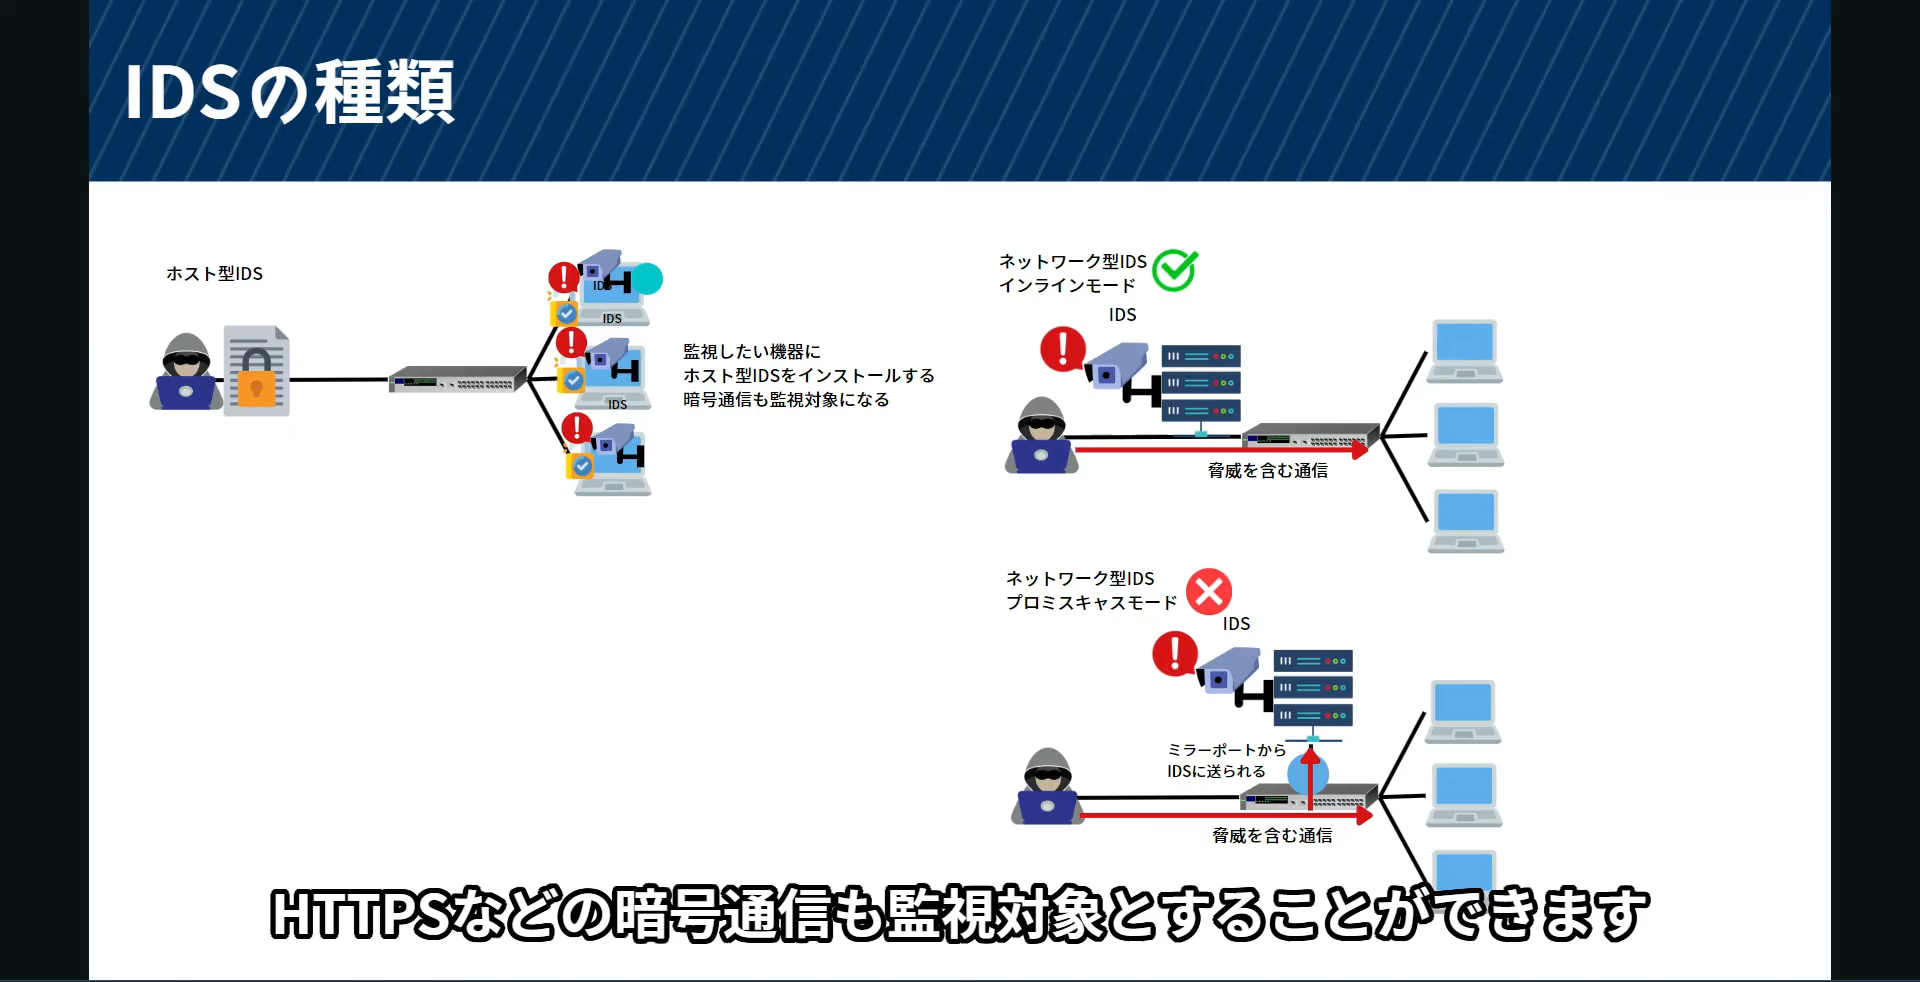 IDSの種類
ホスト型IDS
IDS
IDS
IDS
監視したい機器に
ホスト型IDSをインストールする
暗号通信も監視対象になる
ネットワーク型IDS
インラインモード
IDS
脅威を含む通信
ネットワーク型IDS
プロミスキャスモード
IDS
ミラーポートから
IDSに送られる
脅威を含む通信
HTTPSなどの暗号通信も監視対象とすることができます